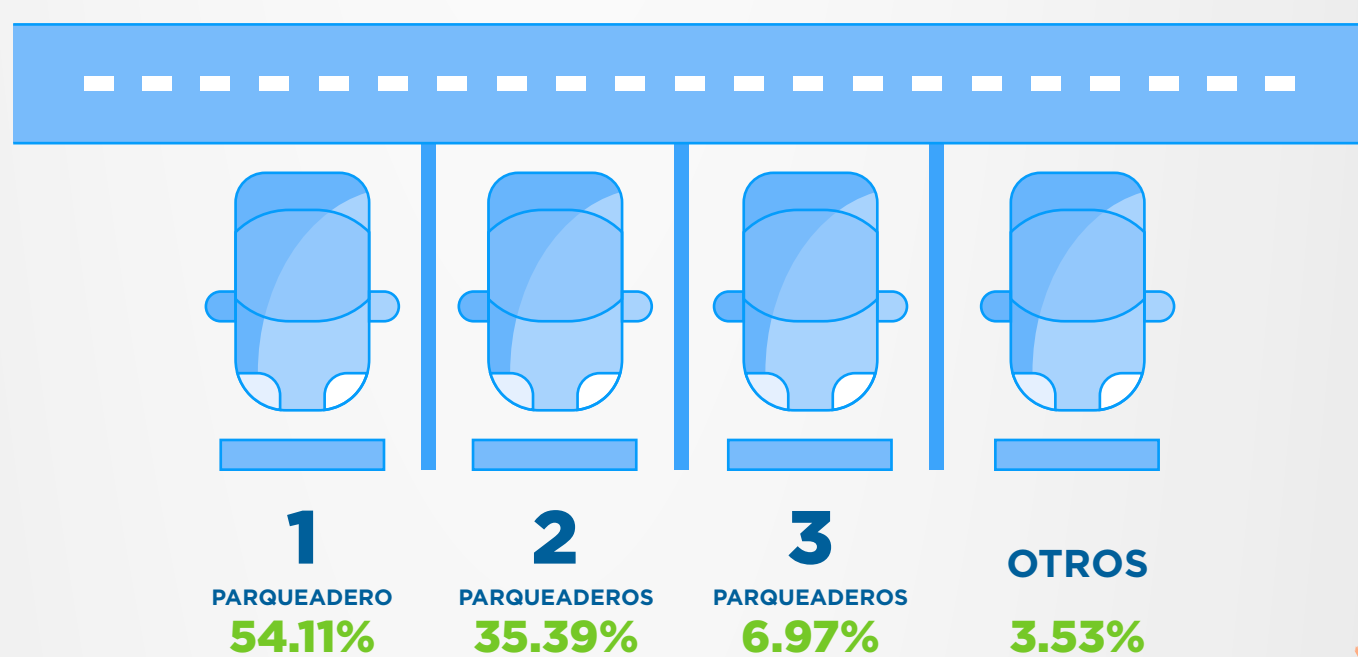 1
PARQUEADERO
54.11%
2
PARQUEADEROS
35.39%
3
PARQUEADEROS
6.97%
OTROS
3.53%